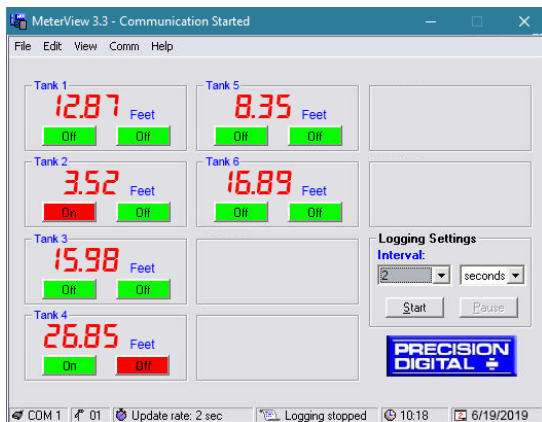 MeterView 3.3 - Communication Started
File Edit View Comm Help
Tank 1
12.87 Feet
Off Off
Tank 2
3.52 Feet
On Off
Tank 3
15.98 Feet
Off Off
Tank 4
26.85 Feet
On Off
Tank 5
8.35 Feet
Off Off
Tank 6
16.89 Feet
Off Off
Logging Settings
Interval:
2 seconds
Start Pause
PRECISION
DIGITAL
COM 1 01 Update rate: 2 sec Logging stopped 10:18 6/19/2019